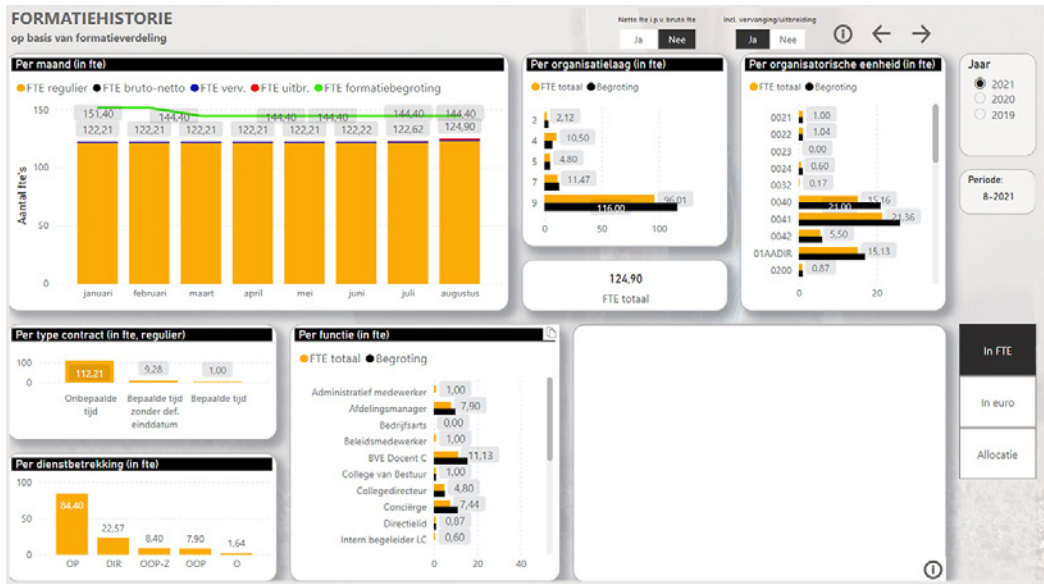 FORMATIEHISTORIE
op basis van formatieverdeling
Netto fte i.p.v. bruto fte
Ja Nee
Incl. vervanging/uitbreiding
Ja Nee
Per maand (in fte)
FTE regulier FTE bruto-netto FTE verv. FTE uitbr. FTE formatiebegroting
Aantal fte's
150
100
50
0
151,40 144,40 144,40 144,40 144,40 144,40
122,21 122,21 122,21 122,21 122,21 122,22 122,62 124,90
januari februari maart april mei juni juli augustus
Per organisatielaag (in fte)
FTE totaal Begroting
2 2,12
4 10,50
5 4,80
7 11,47
9 96,01
116,00
0 50 100
124,90
FTE totaal
Per organisatorische eenheid (in fte)
FTE totaal Begroting
0021 1,00
0022 1,04
0023 0,00
0024 0,60
0032 0,17
0040 15,16
21,00
0041 21,36
0042 5,50
01AADIR 15,13
0200 0,87
0 20
Jaar
2021
2020
2019
Periode:
8-2021
Per type contract (in fte, regulier)
100
0
112,21 9,28 1,00
Onbepaalde tijd
Bepaalde tijd zonder def. einddatum
Bepaalde tijd
Per dienstbetrekking (in fte)
100
50
0
84,40 22,57 8,40 7,90 1,64
OP DIR OOP-Z OOP O
Per functie (in fte)
FTE totaal Begroting
Administratief medewerker 1,00
Afdelingsmanager 7,90
Bedrijfsarts 0,00
Beleidsmedewerker 1,00
BVE Docent C 11,13
College van Bestuur 1,00
Collegedirecteur 4,80
Conciërge 7,44
Directielid 0,87
Intern begeleider LC 0,60
0 20 40
In FTE
In euro
Allocatie